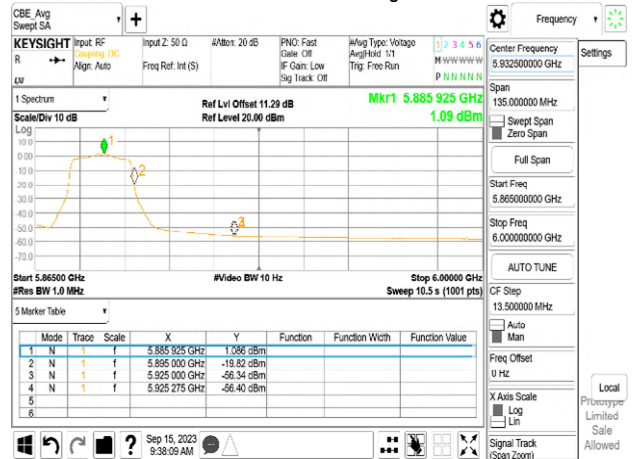 CBE_Avg
Swept SA
Frequency
Settings
KEYSIGHT
R
Input: RF
Coupling: DC
Align: Auto
Input Z: 50 Ω
Freq Ref: Int (S)
#Atten: 20 dB
PNO: Fast
Gate: Off
IF Gain: Low
Sig Track: Off
#Avg Type: Voltage
Avg|Hold: 1/1
Trig: Free Run
1 2 3 4 5 6
M W W W W W
P N N N N N
1 Spectrum
Scale/Div 10 dB
Ref Lvl Offset 11.29 dB
Ref Level 20.00 dBm
Mkr1 5.885 925 GHz
1.09 dBm
Log
10.0
0.00
-10.0
-20.0
-30.0
-40.0
-50.0
-60.0
-70.0
1
2
Start 5.86500 GHz
#Video BW 10 Hz
Stop 6.00000 GHz
#Res BW 1.0 MHz
Sweep 10.5 s (1001 pts)
5 Marker Table
Mode Trace Scale X Y Function Function Width Function Value
1 N 1 f 5.885 925 GHz 1.086 dBm
2 N 1 f 5.895 000 GHz -19.82 dBm
3 N 1 f 5.925 000 GHz -56.34 dBm
4 N 1 f 5.925 275 GHz -56.40 dBm
5
6
Sep 15, 2023
9:38:09 AM
?
Center Frequency
5.932500000 GHz
Span
135.000000 MHz
Swept Span
Zero Span
Full Span
Start Freq
5.865000000 GHz
Stop Freq
6.000000000 GHz
AUTO TUNE
CF Step
13.500000 MHz
Auto
Man
Freq Offset
0 Hz
X Axis Scale
Log
Lin
Signal Track
(Span Zoom)
Local
Prototype
Limited
Sale
Allowed